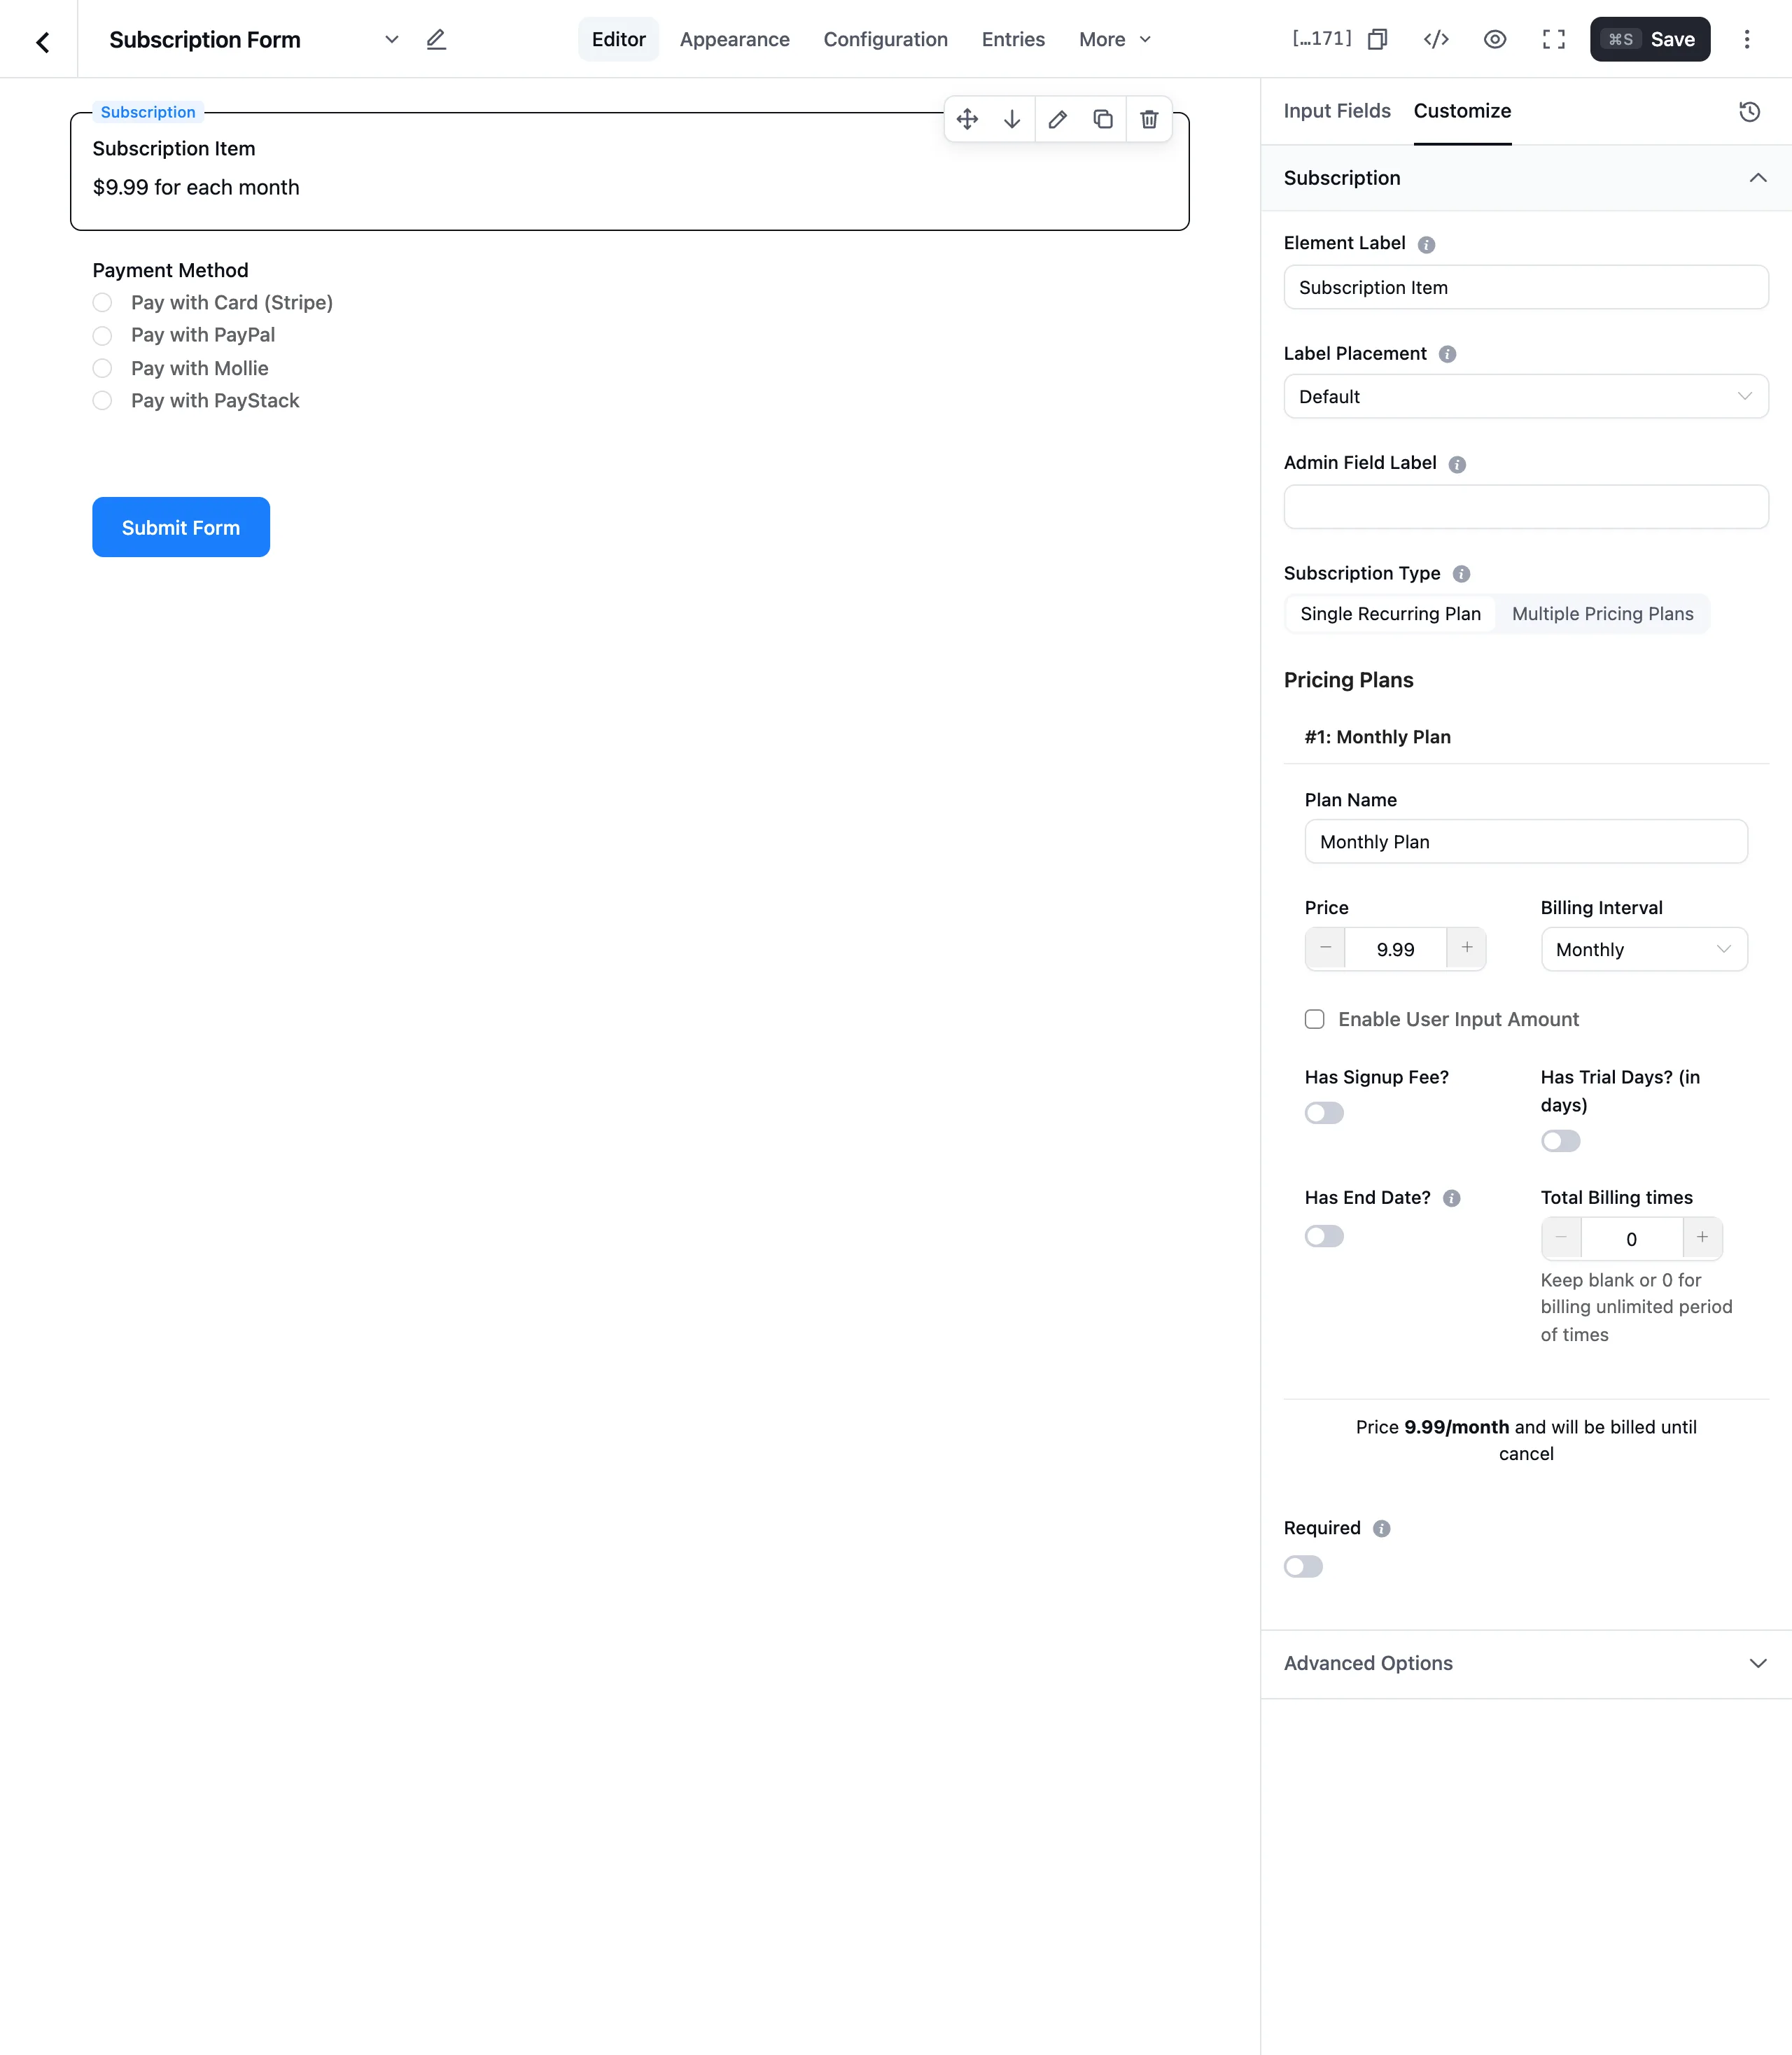 Subscription Form
Editor
Appearance
Configuration
Entries
More
[...171]
</>
⌘S Save
Subscription
Subscription Item
$9.99 for each month
Payment Method
Pay with Card (Stripe)
Pay with PayPal
Pay with Mollie
Pay with PayStack
Submit Form
Input Fields
Customize
Subscription
Element Label
Subscription Item
Label Placement
Default
Admin Field Label
Subscription Type
Single Recurring Plan
Multiple Pricing Plans
Pricing Plans
#1: Monthly Plan
Plan Name
Monthly Plan
Price
Billing Interval
− 9.99 +
Monthly
Enable User Input Amount
Has Signup Fee?
Has Trial Days? (in
days)
Has End Date?
Total Billing times
− 0 +
Keep blank or 0 for
billing unlimited period
of times
Price 9.99/month and will be billed until
cancel
Required
Advanced Options